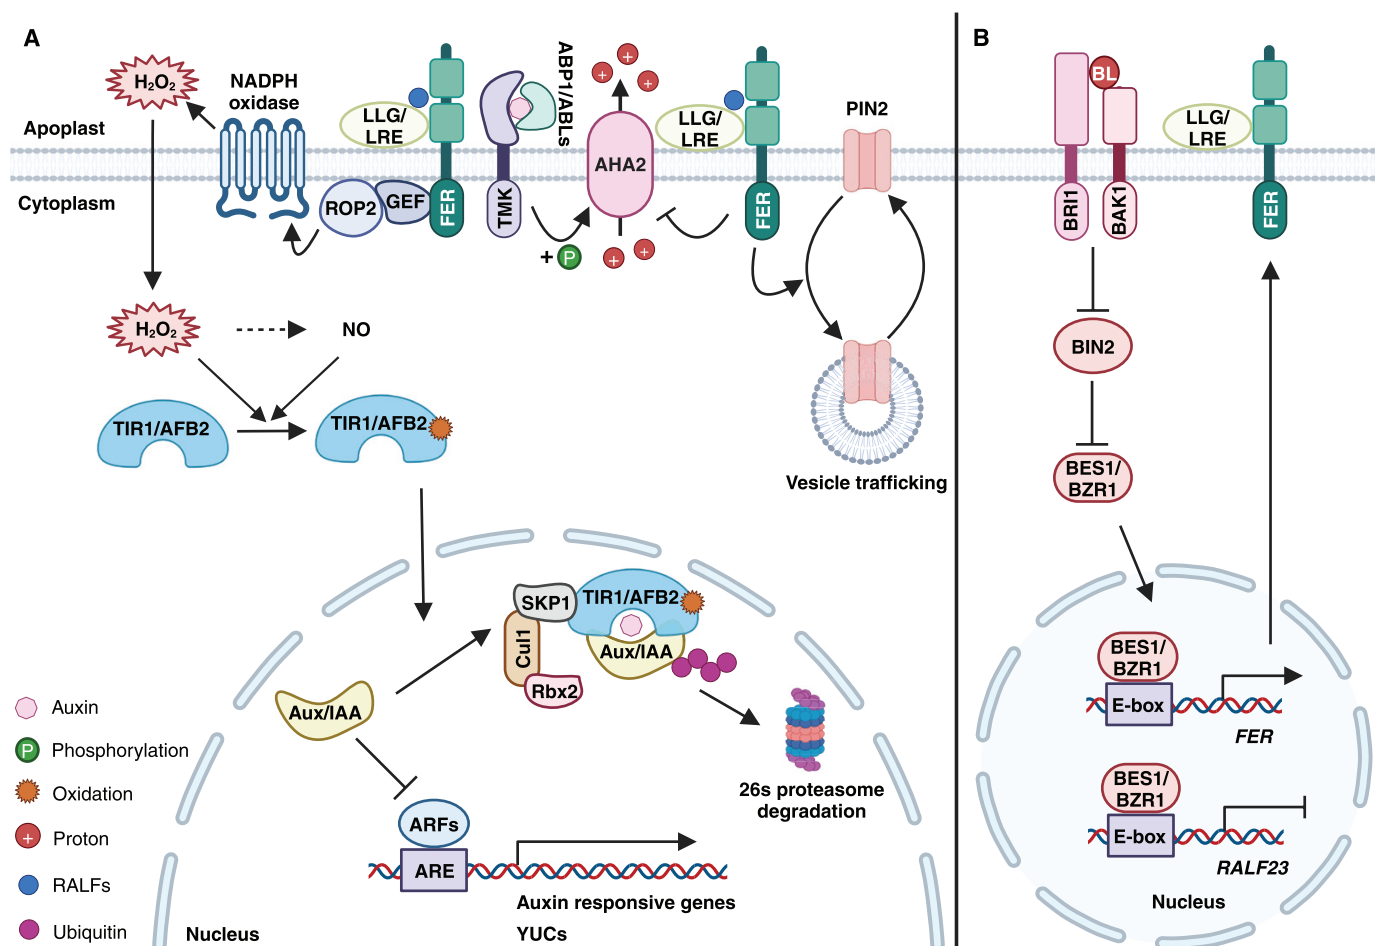 A
H₂O₂
NADPH
oxidase
Apoplast
Cytoplasm
LLG/
LRE
ROP2
GEF
FER
TMK
ABP1/ABLs
+ P
AHA2
+
+
+
+
+
LLG/
LRE
FER
PIN2
Vesicle trafficking
H₂O₂
NO
TIR1/AFB2
TIR1/AFB2
SKP1
TIR1/AFB2
Cul1
Aux/IAA
Rbx2
Aux/IAA
26s proteasome
degradation
ARFs
ARE
Auxin responsive genes
YUCs
Nucleus
Auxin
P
Phosphorylation
Oxidation
+
Proton
RALFs
Ubiquitin
B
BL
BRI1
BAK1
LLG/
LRE
FER
BIN2
BES1/
BZR1
BES1/
BZR1
E-box
FER
BES1/
BZR1
E-box
RALF23
Nucleus